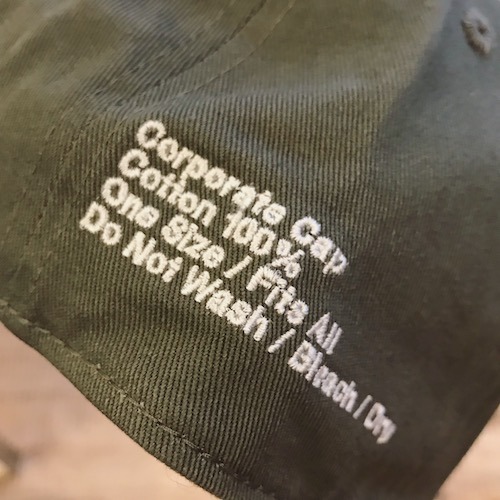 Corporate Cap
Cotton 100%
One Size / Fits All
Do Not Wash / Bleach / Dry